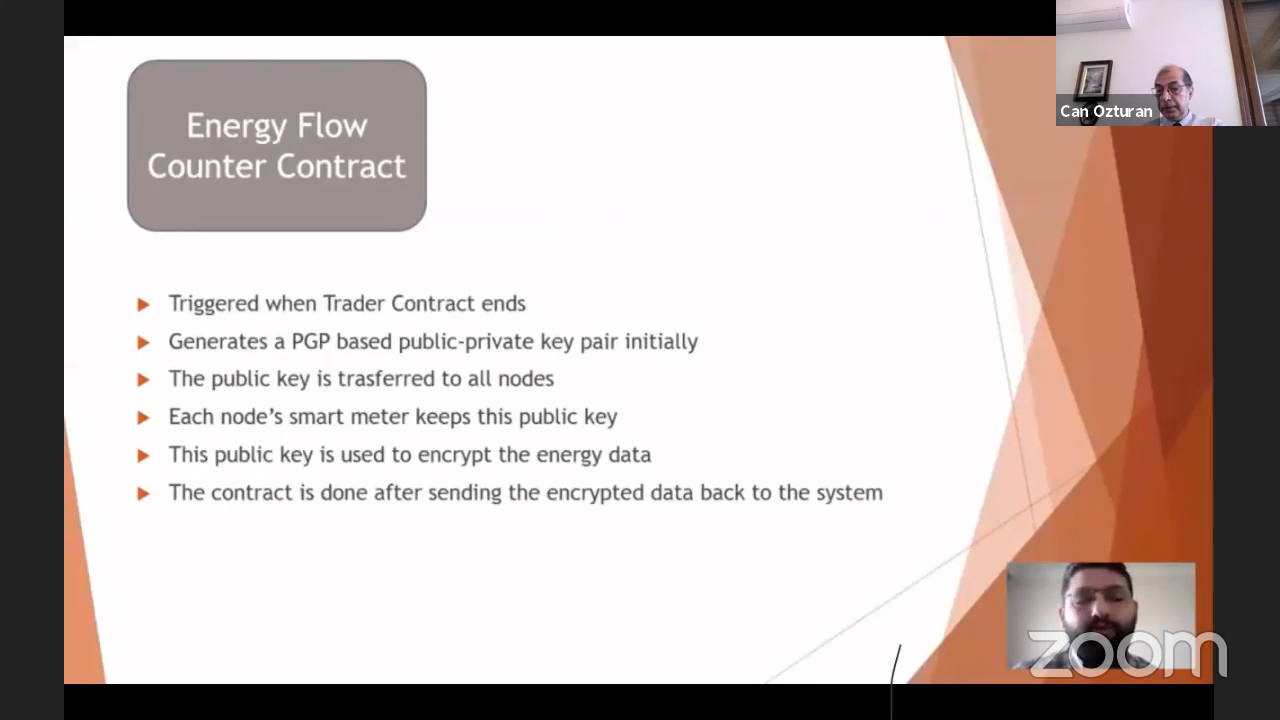 Energy Flow
Counter Contract
Can Ozturan
Triggered when Trader Contract ends
Generates a PGP based public-private key pair initially
The public key is trasferred to all nodes
Each node’s smart meter keeps this public key
This public key is used to encrypt the energy data
The contract is done after sending the encrypted data back to the system
zoom